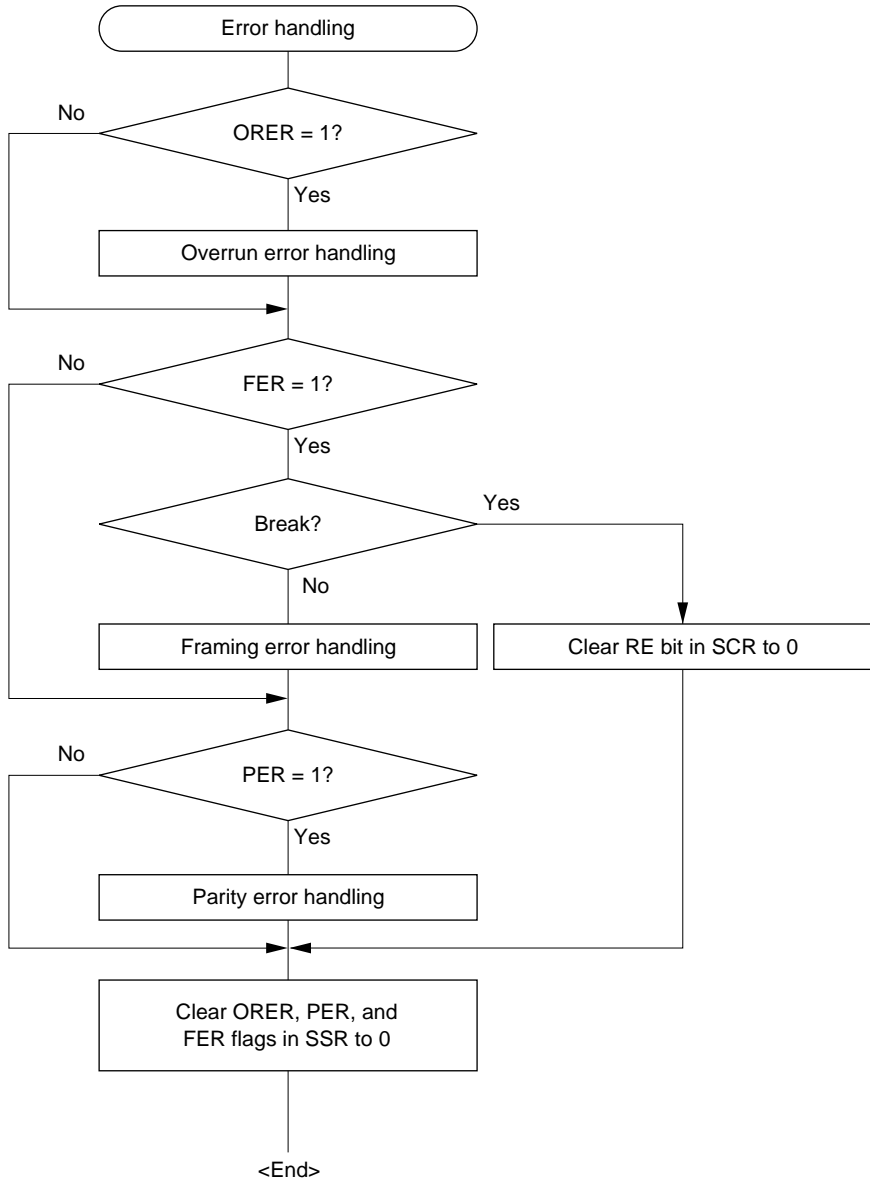 Error handling
No
ORER = 1?
Yes
Overrun error handling
No
FER = 1?
Yes
Break?
Yes
No
Framing error handling
Clear RE bit in SCR to 0
No
PER = 1?
Yes
Parity error handling
Clear ORER, PER, and
FER flags in SSR to 0
<End>